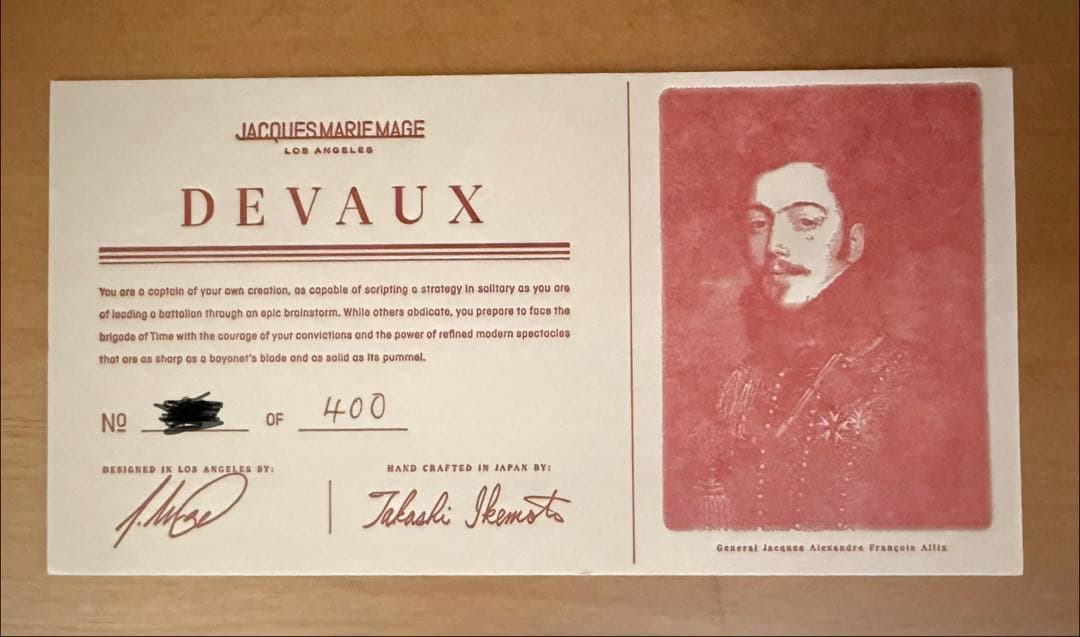 JACQUES MARIE MAGE
LOS ANGELES
DEVAUX
You are a captain of your own creation, as capable of scripting a strategy in solitary as you are
of leading a battalion through an epic brainstorm. While others abdicate, you prepare to face the
brigade of Time with the courage of your convictions and the power of refined modern spectacles
that are as sharp as a bayonet's blade and as solid as its pummel.
Nº OF 400
DESIGNED IN LOS ANGELES BY:
HAND CRAFTED IN JAPAN BY:
J. Mage
Takashi Ikemoto
General Jacques Alexandre François Allix